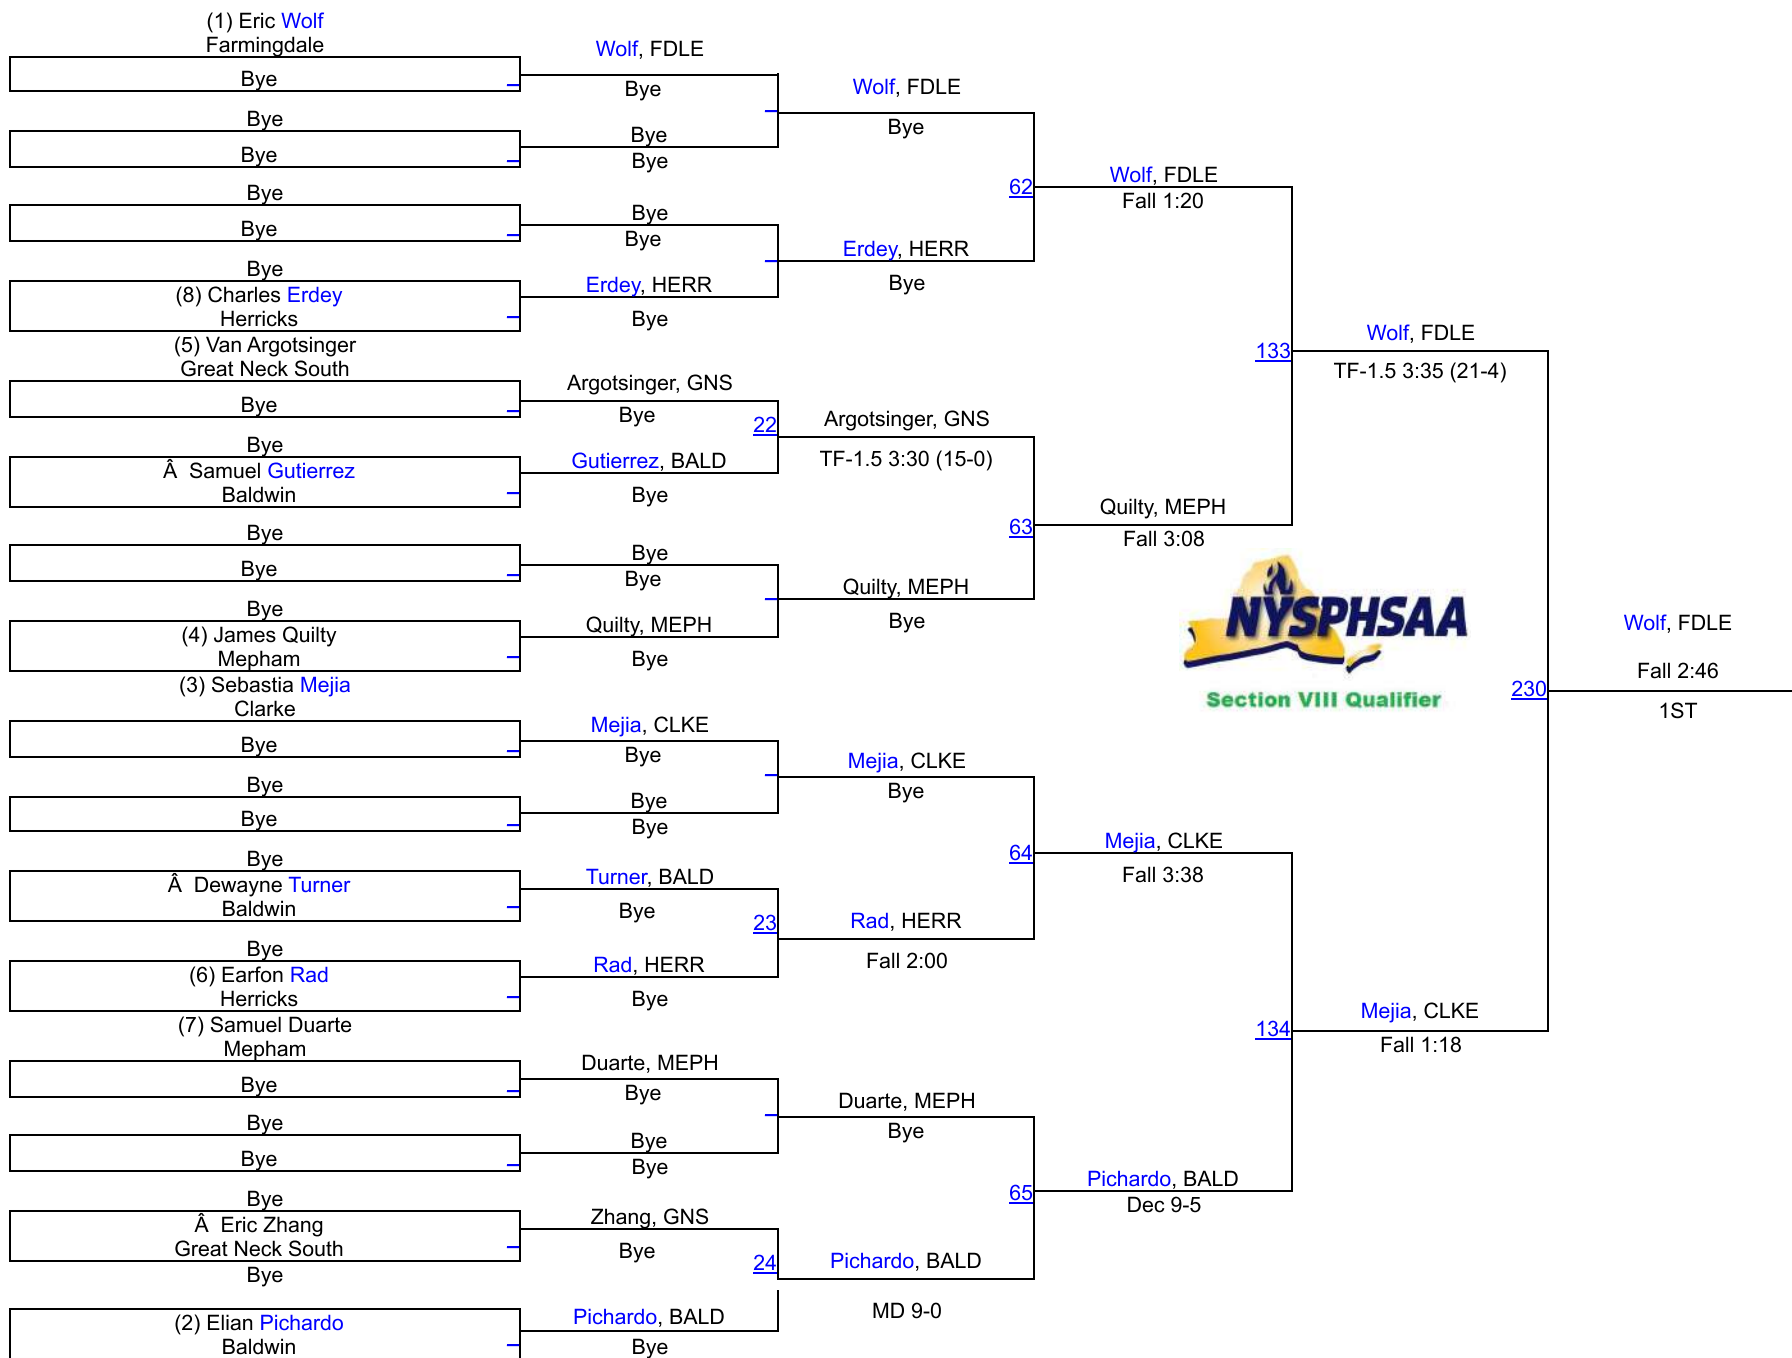 (1) Eric Wolf
Farmingdale
Bye
Bye
Bye
Bye
Bye
Bye
(8) Charles Erdey
Herricks
(5) Van Argotsinger
Great Neck South
Bye
Bye
Â  Samuel Gutierrez
Baldwin
Bye
Bye
Bye
(4) James Quilty
Mepham
(3) Sebastia Mejia
Clarke
Bye
Bye
Bye
Bye
Â  Dewayne Turner
Baldwin
Bye
(6) Earfon Rad
Herricks
(7) Samuel Duarte
Mepham
Bye
Bye
Bye
Bye
Â  Eric Zhang
Great Neck South
Bye
(2) Elian Pichardo
Baldwin
Wolf, FDLE
Bye
Bye
Bye
Bye
Bye
Erdey, HERR
Bye
Argotsinger, GNS
Bye
22
Gutierrez, BALD
Bye
Bye
Bye
Quilty, MEPH
Bye
Mejia, CLKE
Bye
Bye
Bye
Turner, BALD
Bye
23
Rad, HERR
Bye
Duarte, MEPH
Bye
Bye
Bye
Zhang, GNS
Bye
24
Pichardo, BALD
Bye
Wolf, FDLE
Bye
62
Erdey, HERR
Bye
Argotsinger, GNS
TF-1.5 3:30 (15-0)
63
Quilty, MEPH
Bye
Mejia, CLKE
Bye
64
Rad, HERR
Fall 2:00
Duarte, MEPH
Bye
65
Pichardo, BALD
MD 9-0
Wolf, FDLE
Fall 1:20
133
Quilty, MEPH
Fall 3:08
NYSPHSAA
Section VIII Qualifier
Mejia, CLKE
Fall 3:38
134
Pichardo, BALD
Dec 9-5
Wolf, FDLE
TF-1.5 3:35 (21-4)
230
Mejia, CLKE
Fall 1:18
Wolf, FDLE
Fall 2:46
1ST